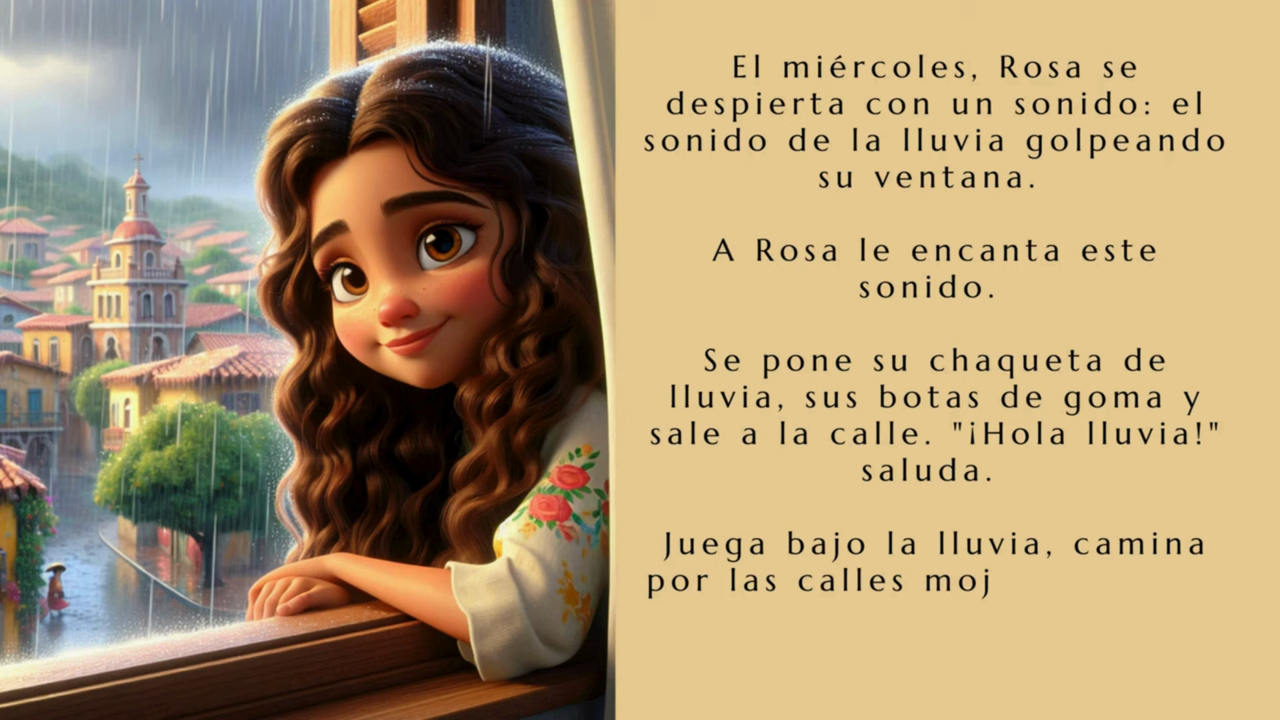 El miércoles, Rosa se
despierta con un sonido: el
sonido de la lluvia golpeando
su ventana.
A Rosa le encanta este
sonido.
Se pone su chaqueta de
lluvia, sus botas de goma y
sale a la calle. "¡Hola lluvia!"
saluda.
Juega bajo la lluvia, camina
por las calles moj